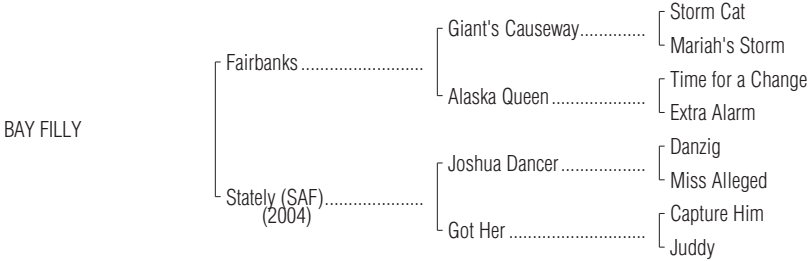 Storm Cat
Giant's Causeway..............
Mariah's Storm
Fairbanks ..........................
Time for a Change
Alaska Queen ....................
Extra Alarm
BAY FILLY
Danzig
Joshua Dancer..................
Miss Alleged
Stately (SAF).....................
(2004)
Capture Him
Got Her .............................
Juddy